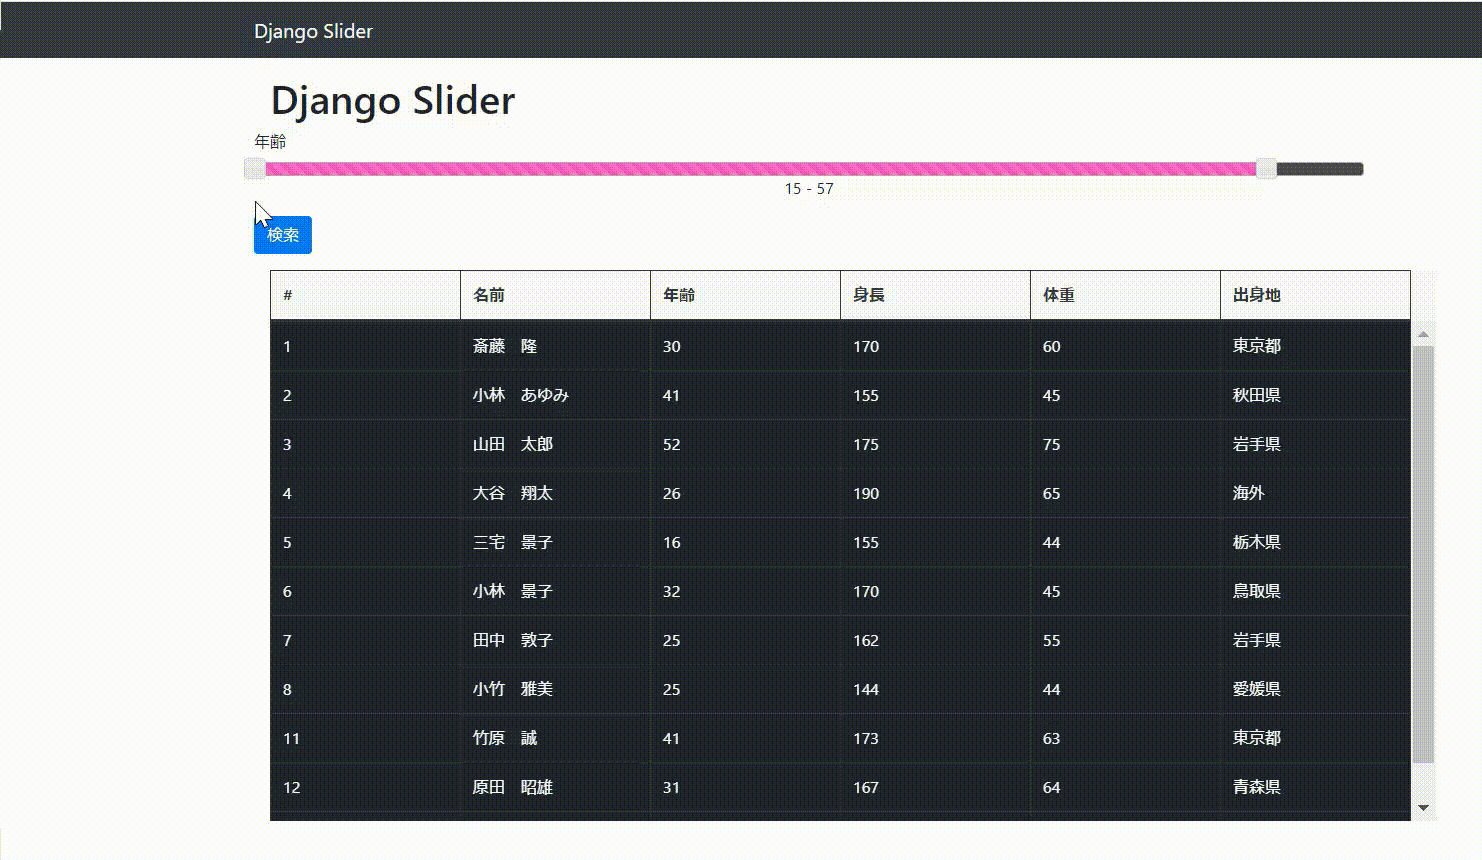 Django Slider
Django Slider
年齢
15 - 57
検索
# 名前 年齢 身長 体重 出身地
1 斎藤　隆 30 170 60 東京都
2 小林　あゆみ 41 155 45 秋田県
3 山田　太郎 52 175 75 岩手県
4 大谷　翔太 26 190 65 海外
5 三宅　景子 16 155 44 栃木県
6 小林　景子 32 170 45 鳥取県
7 田中　敦子 25 162 55 岩手県
8 小竹　雅美 25 144 44 愛媛県
11 竹原　誠 41 173 63 東京都
12 原田　昭雄 31 167 64 青森県